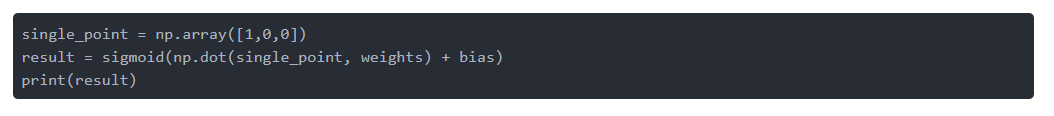 single_point = np.array([1,0,0])
result = sigmoid(np.dot(single_point, weights) + bias)
print(result)